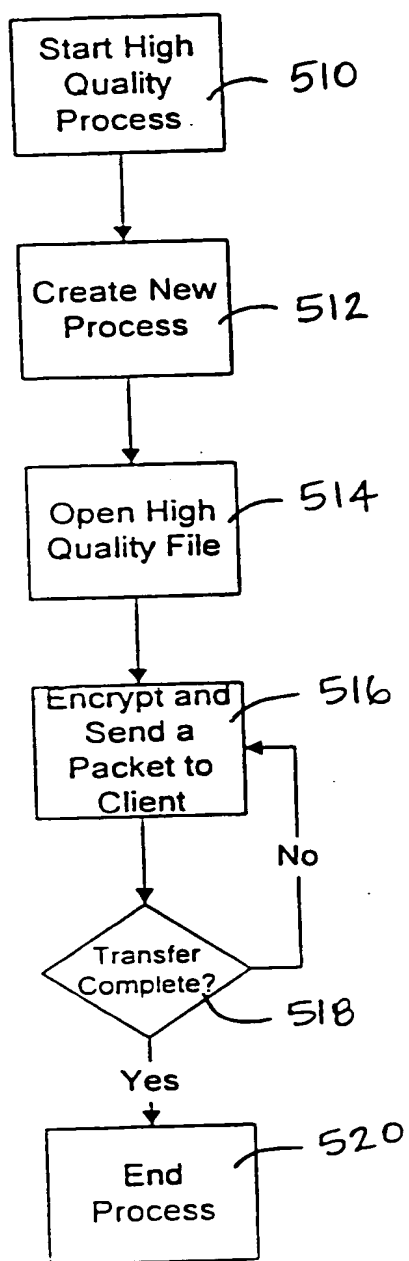 Start High
Quality
Process
510
Create New
Process
512
Open High
Quality File
514
Encrypt and
Send a
Packet to
Client
516
No
Transfer
Complete?
518
Yes
End
Process
520